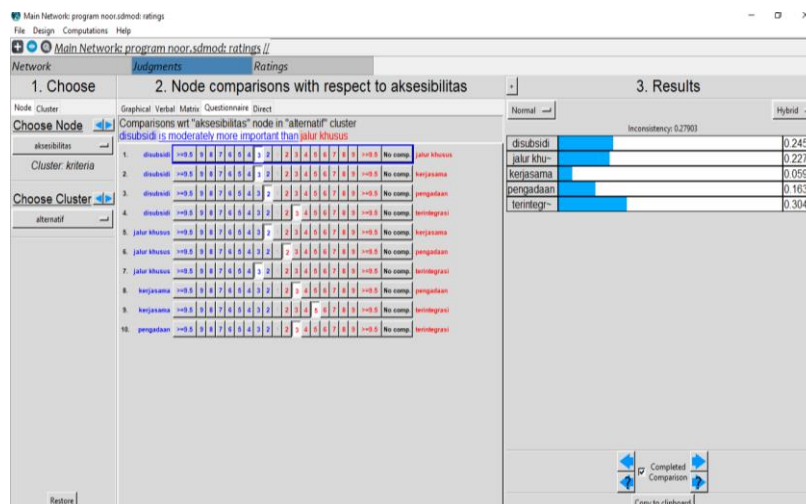 Main Network: program noor.sdmod: ratings
File Design Computations Help
Main Network: program noor.sdmod: ratings //
Network Judgments Ratings
1. Choose
Node Cluster
Choose Node
aksesibilitas
Cluster: kriteria
Choose Cluster
alternatif
Restore
2. Node comparisons with respect to aksesibilitas
Graphical Verbal Matrix Questionnaire Direct
Comparisons wrt "aksesibilitas" node in "alternatif" cluster
disubsidi is moderately more important than jalur khusus
1. disubsidi >=9.5 9 8 7 6 5 4 3 2 2 3 4 5 6 7 8 9 >=9.5 No comp. jalur khusus
2. disubsidi >=9.5 9 8 7 6 5 4 3 2 2 3 4 5 6 7 8 9 >=9.5 No comp. kerjasama
3. disubsidi >=9.5 9 8 7 6 5 4 3 2 2 3 4 5 6 7 8 9 >=9.5 No comp. pengadaan
4. disubsidi >=9.5 9 8 7 6 5 4 3 2 2 3 4 5 6 7 8 9 >=9.5 No comp. terintegrasi
5. jalur khusus >=9.5 9 8 7 6 5 4 3 2 2 3 4 5 6 7 8 9 >=9.5 No comp. kerjasama
6. jalur khusus >=9.5 9 8 7 6 5 4 3 2 2 3 4 5 6 7 8 9 >=9.5 No comp. pengadaan
7. jalur khusus >=9.5 9 8 7 6 5 4 3 2 2 3 4 5 6 7 8 9 >=9.5 No comp. terintegrasi
8. kerjasama >=9.5 9 8 7 6 5 4 3 2 2 3 4 5 6 7 8 9 >=9.5 No comp. pengadaan
9. kerjasama >=9.5 9 8 7 6 5 4 3 2 2 3 4 5 6 7 8 9 >=9.5 No comp. terintegrasi
10. pengadaan >=9.5 9 8 7 6 5 4 3 2 2 3 4 5 6 7 8 9 >=9.5 No comp. terintegrasi
3. Results
Normal Hybrid
Inconsistency: 0.27903
disubsidi 0.245
jalur khu~ 0.227
kerjasama 0.059
pengadaan 0.163
terintegr~ 0.304
Completed
Comparison
Copy to clipboard